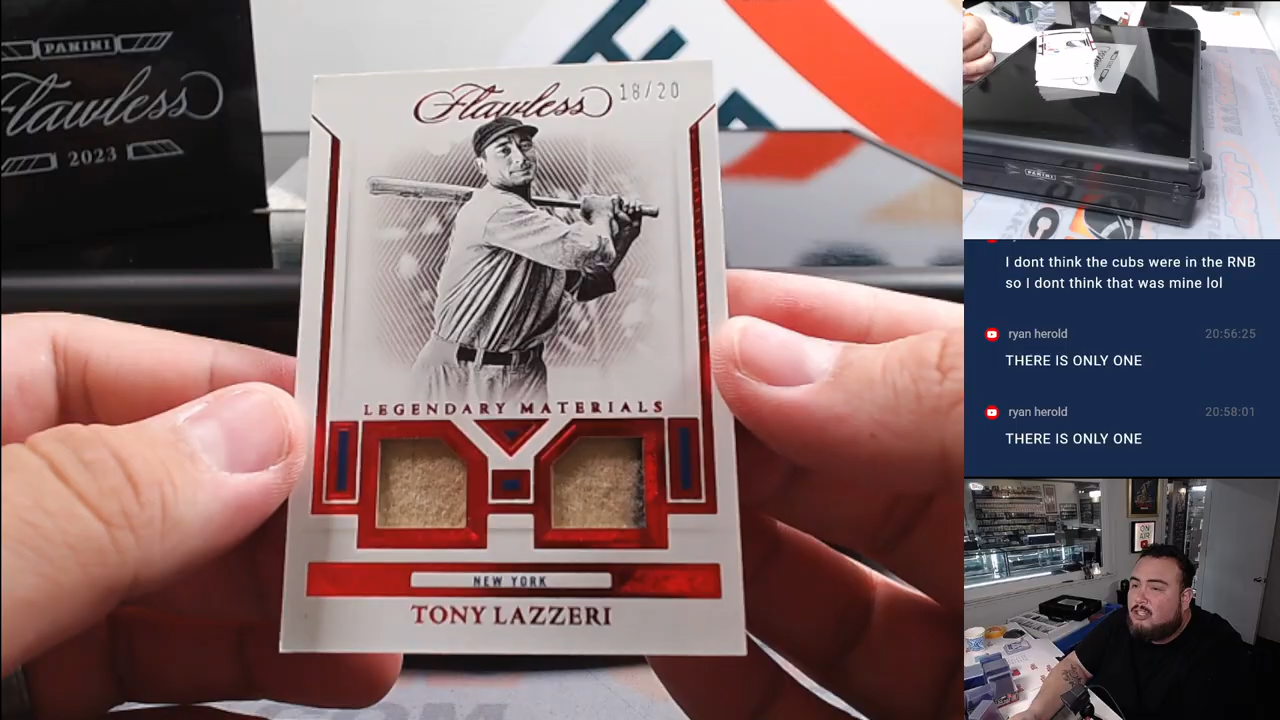 PANINI
Flawless
2023
Flawless
18/20
LEGENDARY MATERIALS
NEW YORK
TONY LAZZERI
PANINI
I dont think the cubs were in the RNB
so I dont think that was mine lol
ryan herold 20:56:25
THERE IS ONLY ONE
ryan herold 20:58:01
THERE IS ONLY ONE
ON
AIR